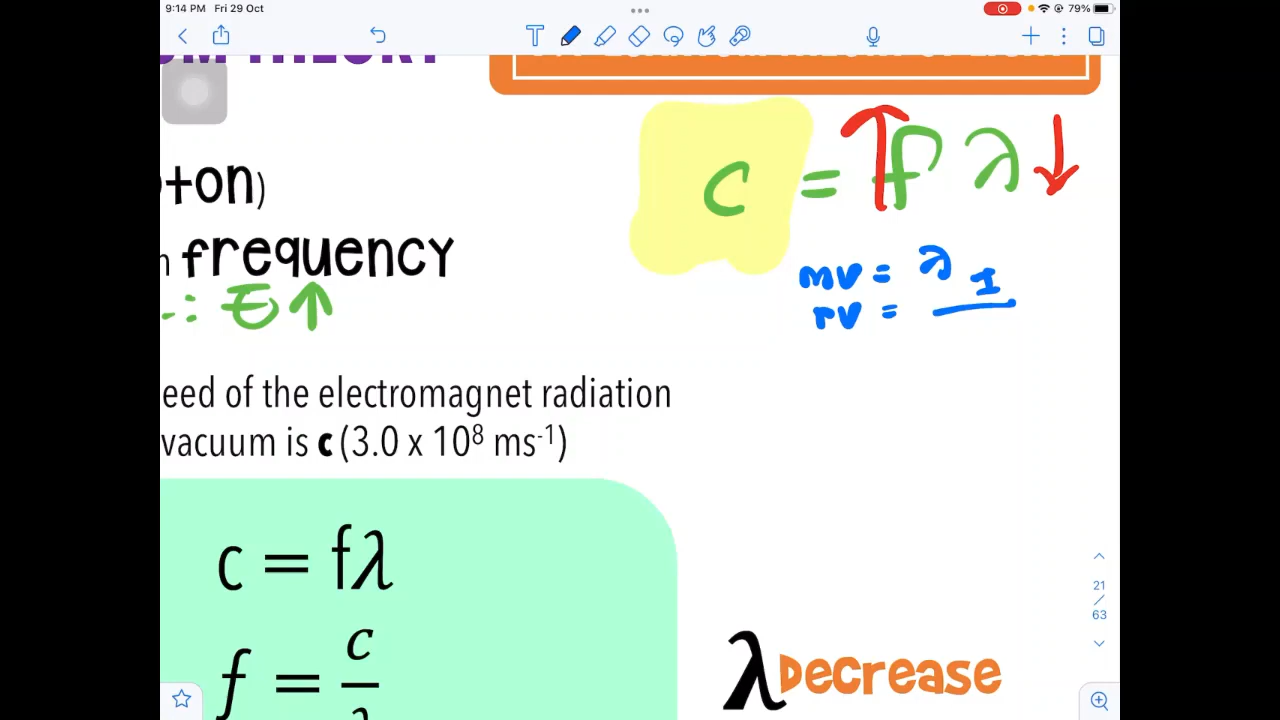 9:14 PM Fri 29 Oct
79%
c = f λ
oton)
frequency
mv = λ
∴ E ↑
rv =
eed of the electromagnet radiation
vacuum is c (3.0 x 10⁸ ms⁻¹)
c = fλ
f = c
21
/
63
λ Decrease